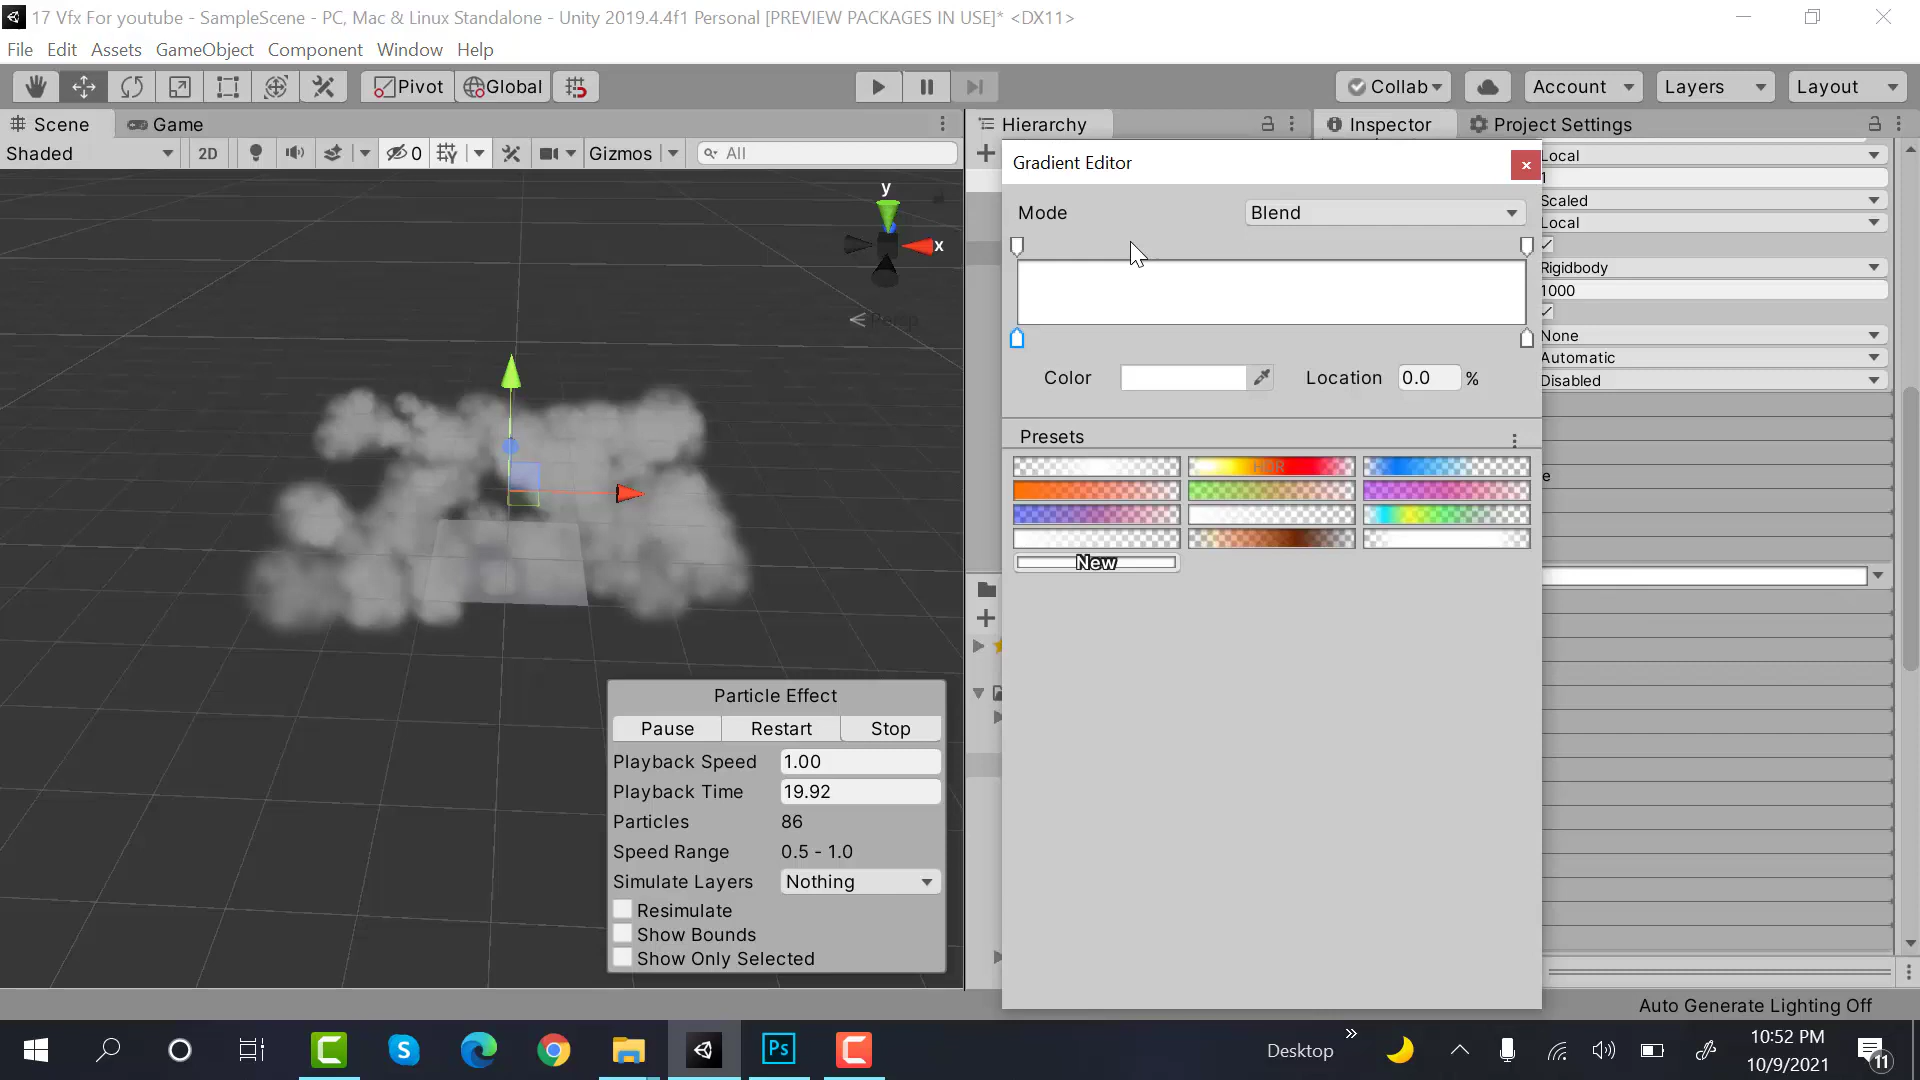 17 Vfx For youtube - SampleScene - PC, Mac & Linux Standalone - Unity 2019.4.4f1 Personal [PREVIEW PACKAGES IN USE]* <DX11>
File Edit Assets GameObject Component Window Help
Pivot Global Collab Account Layers Layout
Scene Game Hierarchy Inspector Project Settings
Shaded 2D 0 Gizmos All
Gradient Editor
Mode Blend
Color Location 0.0 %
Presets
HDR
New
Local
1
Scaled
Local
Rigidbody
1000
None
Automatic
Disabled
e
y
x
Persp
Particle Effect
Pause Restart Stop
Playback Speed 1.00
Playback Time 19.92
Particles 86
Speed Range 0.5 - 1.0
Simulate Layers Nothing
Resimulate
Show Bounds
Show Only Selected
Auto Generate Lighting Off
Ps
Desktop
10:52 PM
10/9/2021
11